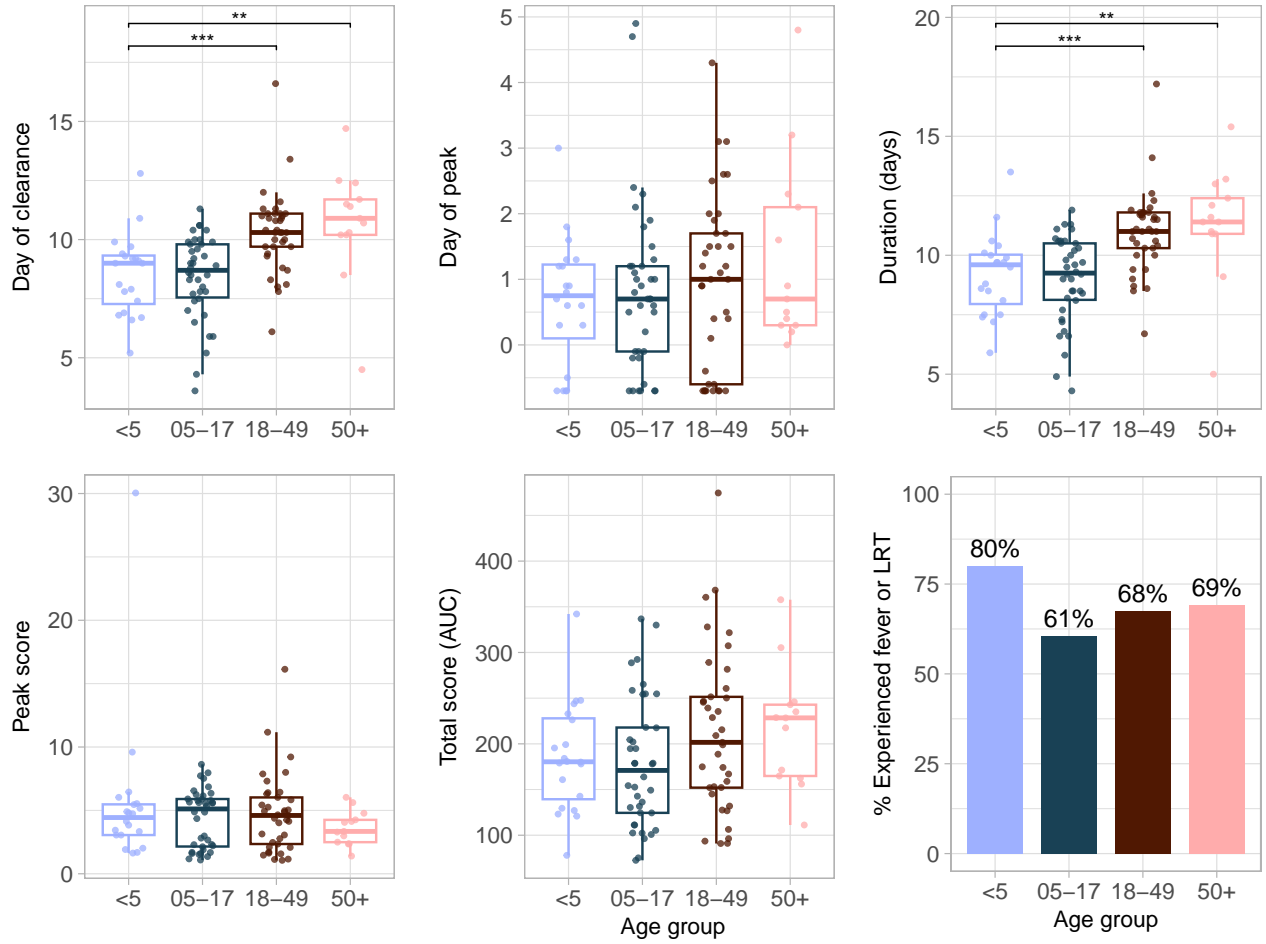 **
***
Day of clearance
15
10
5
<5 05–17 18–49 50+
Day of peak
5
4
3
2
1
0
<5 05–17 18–49 50+
**
***
Duration (days)
20
15
10
5
<5 05–17 18–49 50+
Peak score
30
20
10
0
<5 05–17 18–49 50+
Total score (AUC)
400
300
200
100
<5 05–17 18–49 50+
Age group
% Experienced fever or LRT
100
75
50
25
0
80%
61%
68%
69%
<5 05–17 18–49 50+
Age group